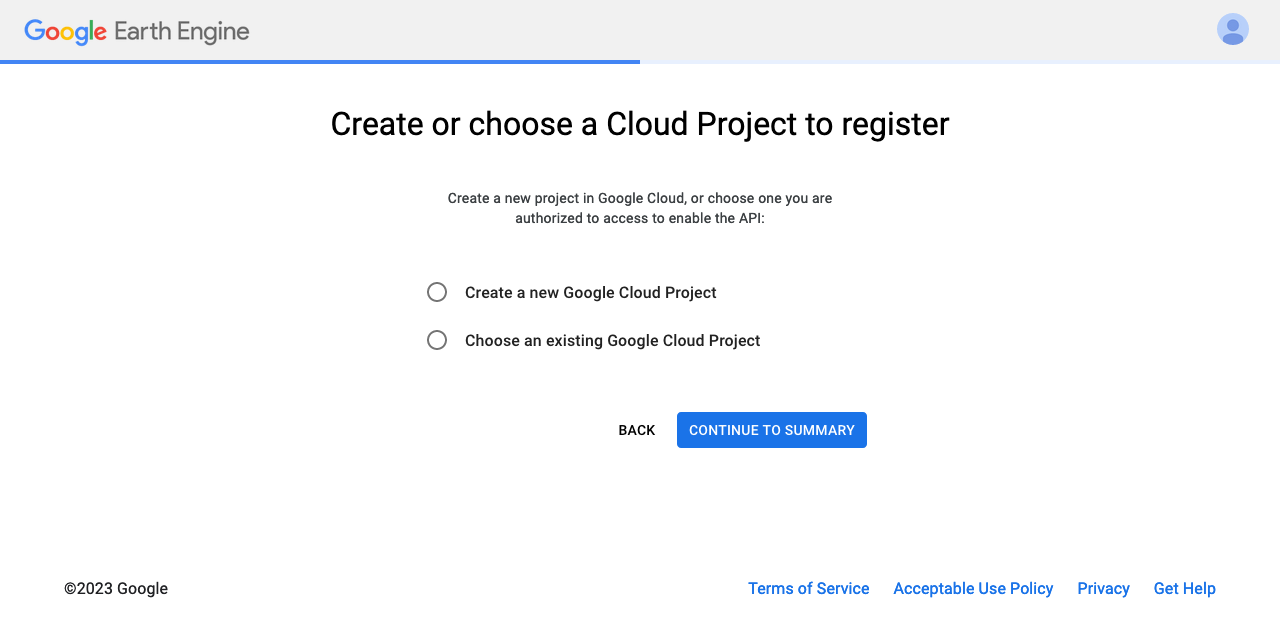 Google Earth Engine
Create or choose a Cloud Project to register
Create a new project in Google Cloud, or choose one you are
authorized to access to enable the API:
Create a new Google Cloud Project
Choose an existing Google Cloud Project
BACK CONTINUE TO SUMMARY
©2023 Google Terms of Service Acceptable Use Policy Privacy Get Help